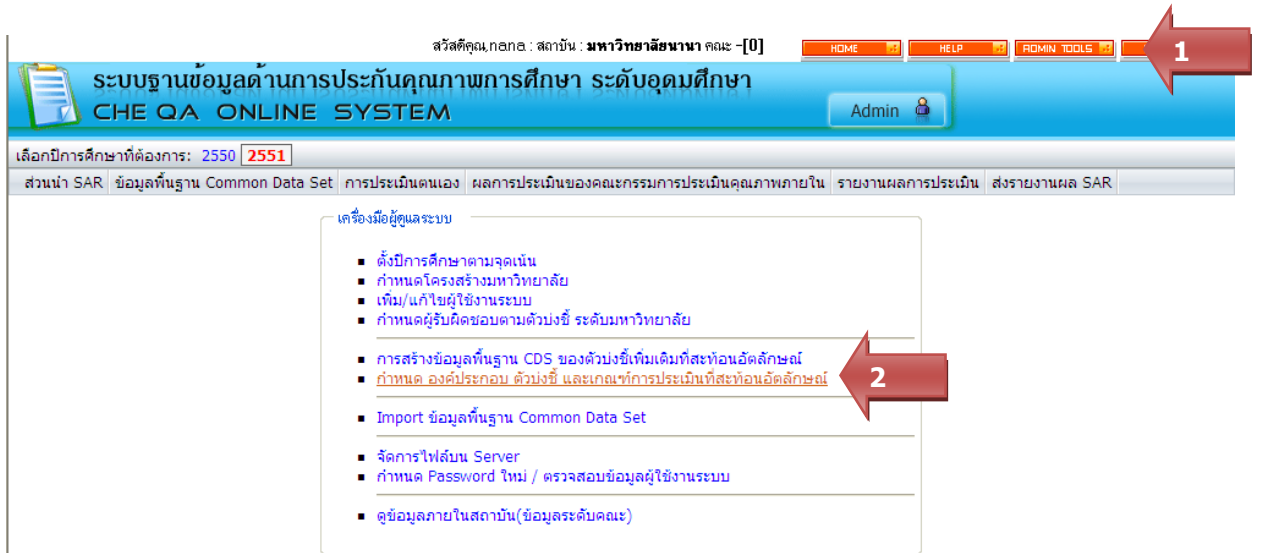 สวัสดีคุณ,nana : สถาบัน : มหาวิทยาลัยนานา คณะ -[0] HOME HELP ADMIN TOOLS 1
ระบบฐานข้อมูลด้านการประกันคุณภาพการศึกษา ระดับอุดมศึกษา
CHE QA ONLINE SYSTEM Admin
เลือกปีการศึกษาที่ต้องการ: 2550 2551
ส่วนนำ SAR ข้อมูลพื้นฐาน Common Data Set การประเมินตนเอง ผลการประเมินของคณะกรรมการประเมินคุณภาพภายใน รายงานผลการประเมิน ส่งรายงานผล SAR
เครื่องมือผู้ดูแลระบบ
ตั้งปีการศึกษาตามจุดเน้น
กำหนดโครงสร้างมหาวิทยาลัย
เพิ่ม/แก้ไขผู้ใช้งานระบบ
กำหนดผู้รับผิดชอบตามตัวบ่งชี้ ระดับมหาวิทยาลัย
การสร้างข้อมูลพื้นฐาน CDS ของตัวบ่งชี้เพิ่มเติมที่สะท้อนอัตลักษณ์
กำหนด องค์ประกอบ ตัวบ่งชี้ และเกณฑ์การประเมินที่สะท้อนอัตลักษณ์ 2
Import ข้อมูลพื้นฐาน Common Data Set
จัดการไฟล์บน Server
กำหนด Password ใหม่ / ตรวจสอบข้อมูลผู้ใช้งานระบบ
ดูข้อมูลภายในสถาบัน(ข้อมูลระดับคณะ)